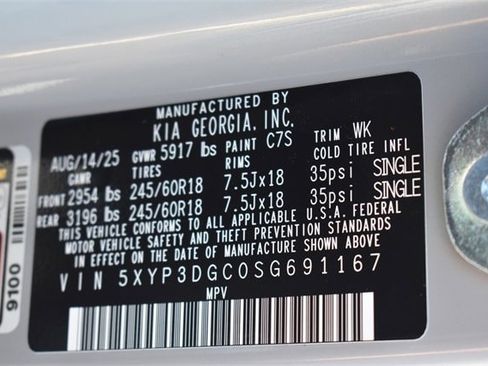 MANUFACTURED BY
KIA GEORGIA, INC.
AUG/14/25 GVWR 5917 lbs PAINT C7S TRIM WK
GAWR TIRES RIMS COLD TIRE INFL
FRONT 2954 lbs 245/60R18 7.5Jx18 35psi SINGLE
REAR 3196 lbs 245/60R18 7.5Jx18 35psi SINGLE
THIS VEHICLE CONFORMS TO ALL APPLICABLE U.S.A. FEDERAL
MOTOR VEHICLE SAFETY AND THEFT PREVENTION STANDARDS
IN EFFECT ON THE DATE OF MANUFACTURE SHOWN ABOVE
VIN 5XYP3DGC0SG691167
MPV
9100